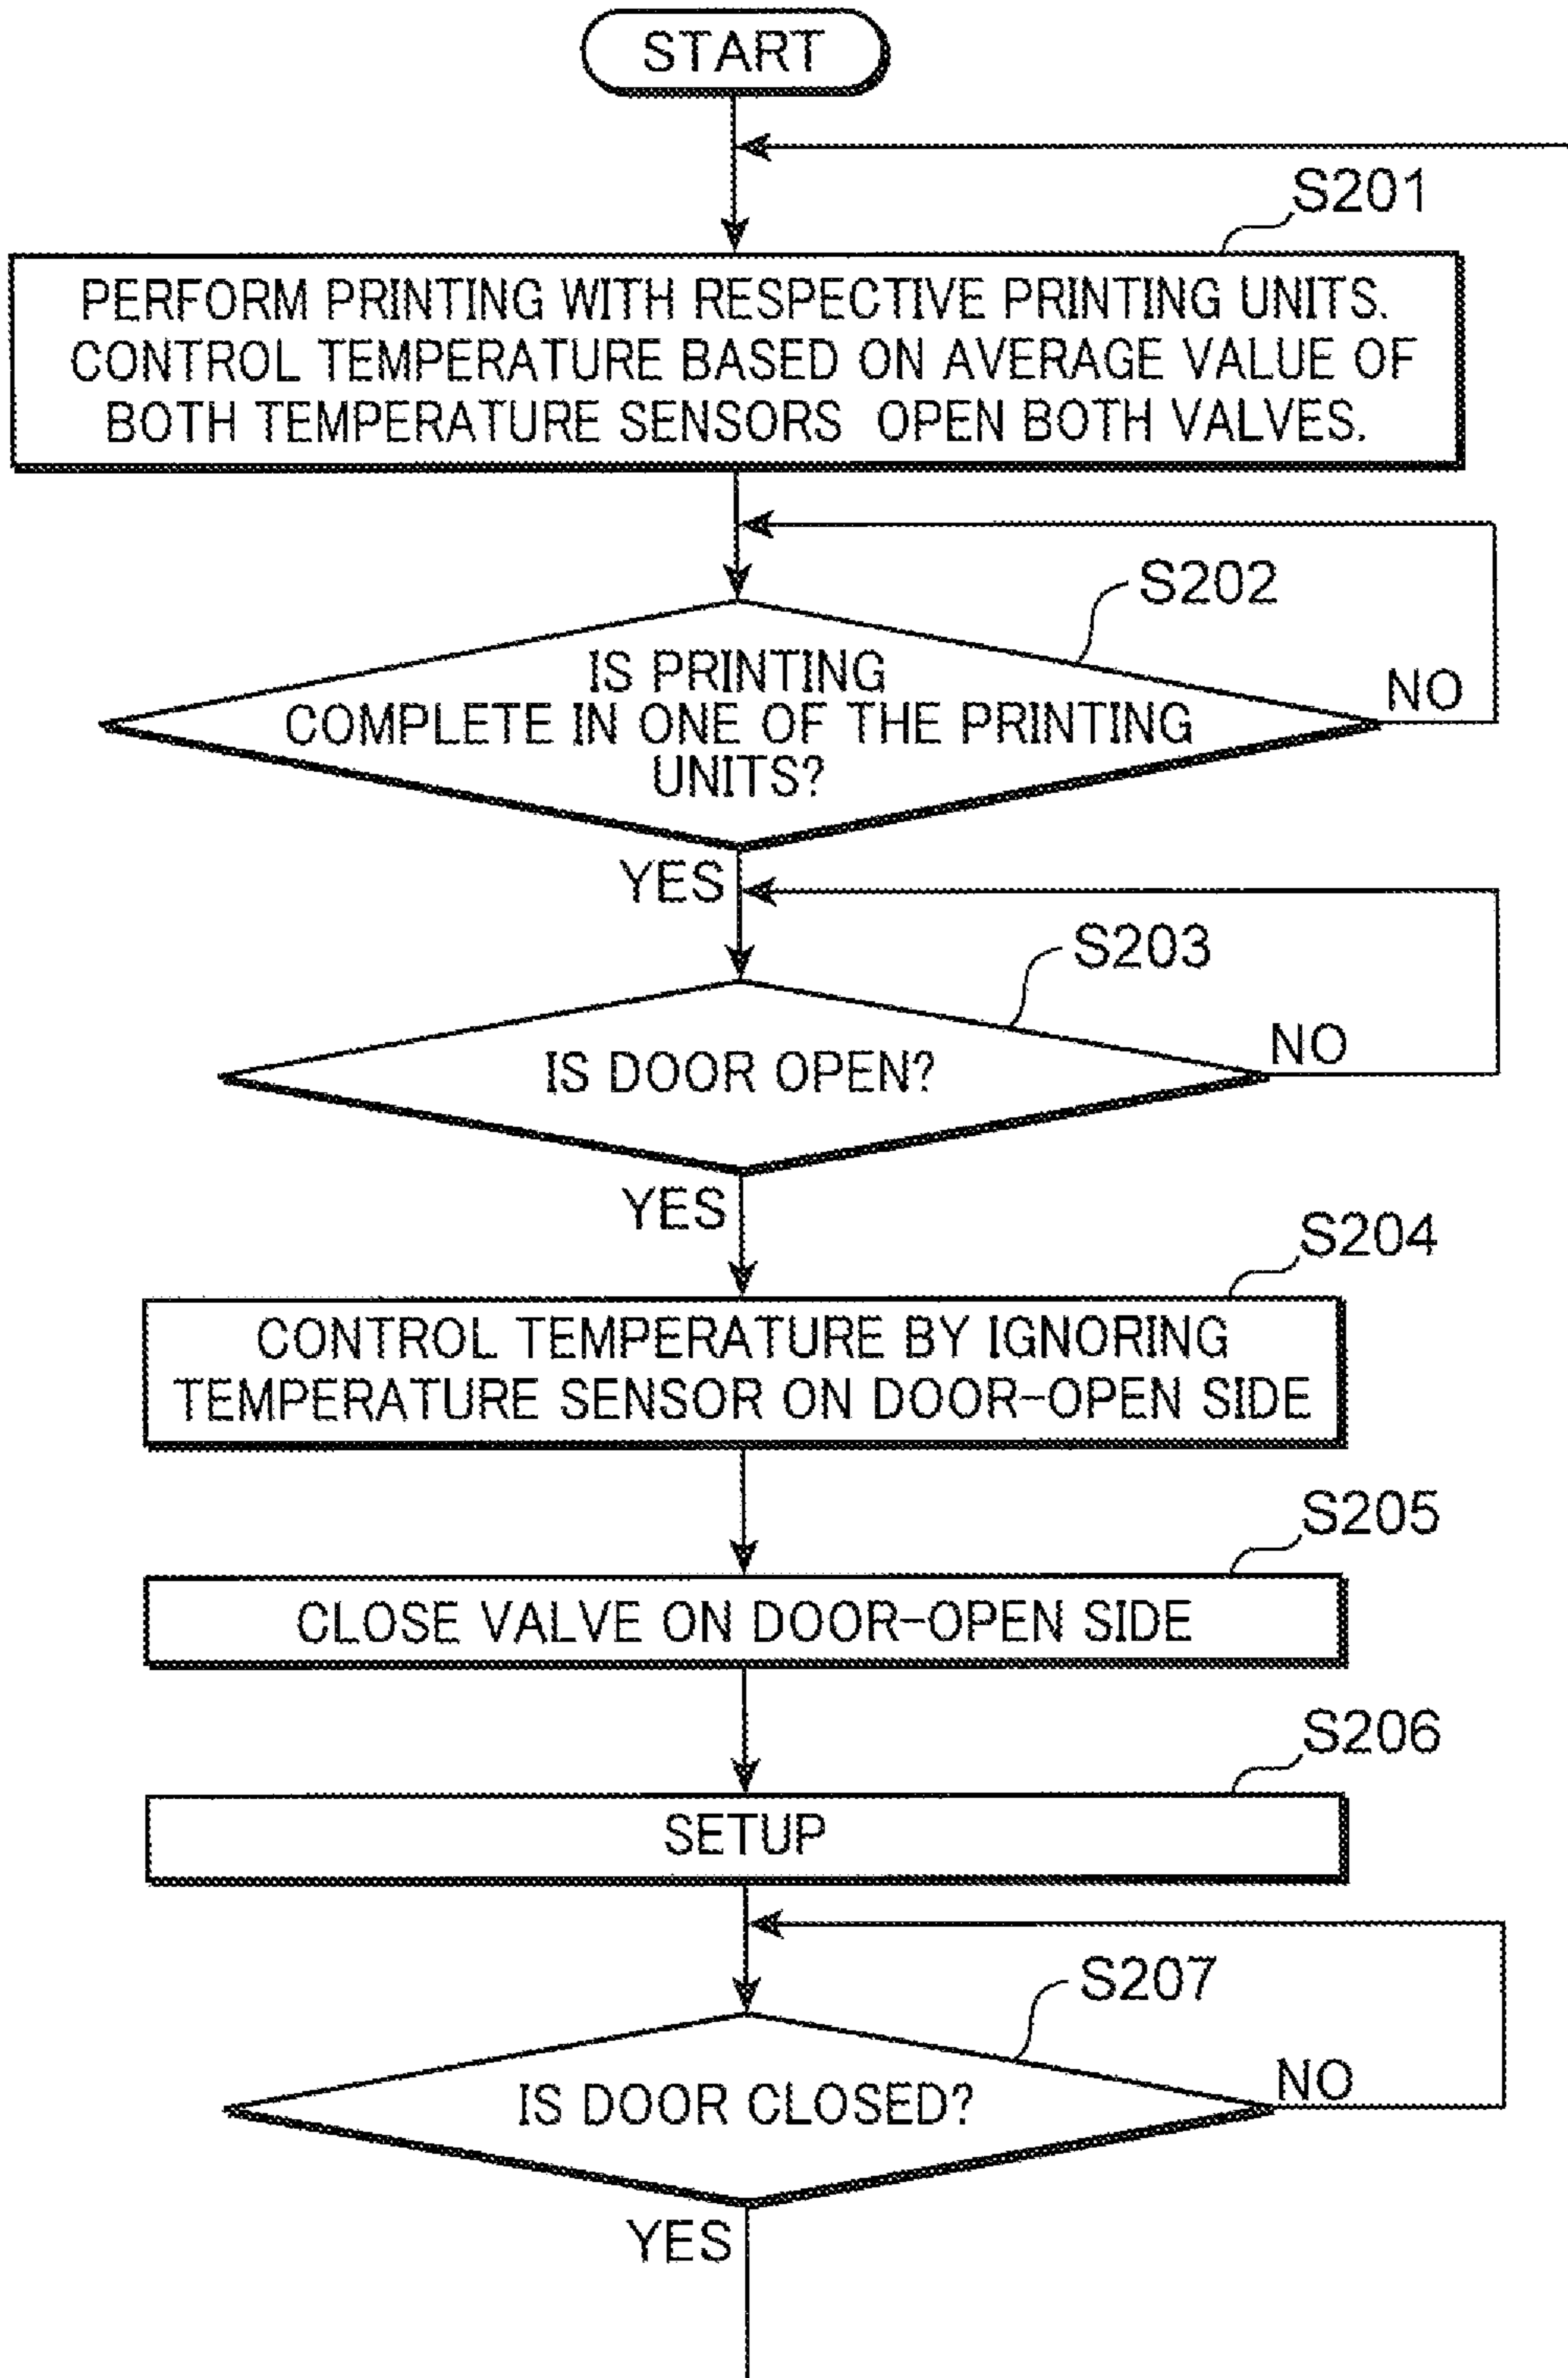 START
S201
PERFORM PRINTING WITH RESPECTIVE PRINTING UNITS.
CONTROL TEMPERATURE BASED ON AVERAGE VALUE OF
BOTH TEMPERATURE SENSORS OPEN BOTH VALVES.
S202
IS PRINTING
COMPLETE IN ONE OF THE PRINTING
UNITS?
NO
YES
S203
IS DOOR OPEN?
NO
YES
S204
CONTROL TEMPERATURE BY IGNORING
TEMPERATURE SENSOR ON DOOR-OPEN SIDE
S205
CLOSE VALVE ON DOOR-OPEN SIDE
S206
SETUP
S207
IS DOOR CLOSED?
NO
YES